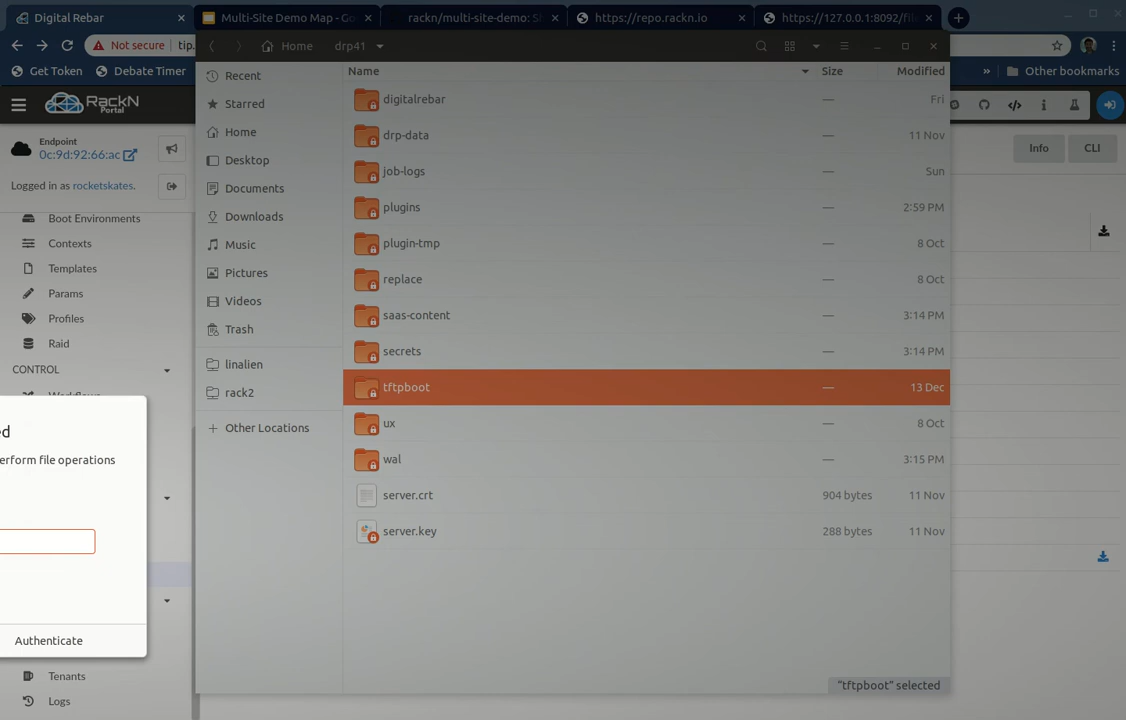 Digital Rebar
Multi-Site Demo Map - Go
rackn/multi-site-demo: S
https://repo.rackn.io
https://127.0.0.1:8092/file
Not secure
tip.
Home
drp41
Get Token
Debate Timer
»
Other bookmarks
RACKN
Portal
Endpoint
0c:9d:92:66:ac
Logged in as rocketskates.
Info
CLI
Boot Environments
Contexts
Templates
Params
Profiles
Raid
CONTROL
Workflows
ed
erform file operations
Authenticate
Tenants
Logs
Recent
Starred
Home
Desktop
Documents
Downloads
Music
Pictures
Videos
Trash
linalien
rack2
+ Other Locations
Name
Size
Modified
digitalrebar — Fri
drp-data — 11 Nov
job-logs — Sun
plugins — 2:59 PM
plugin-tmp — 8 Oct
replace — 8 Oct
saas-content — 3:14 PM
secrets — 3:14 PM
tftpboot — 13 Dec
ux — 8 Oct
wal — 3:15 PM
server.crt 904 bytes 11 Nov
server.key 288 bytes 11 Nov
"tftpboot" selected